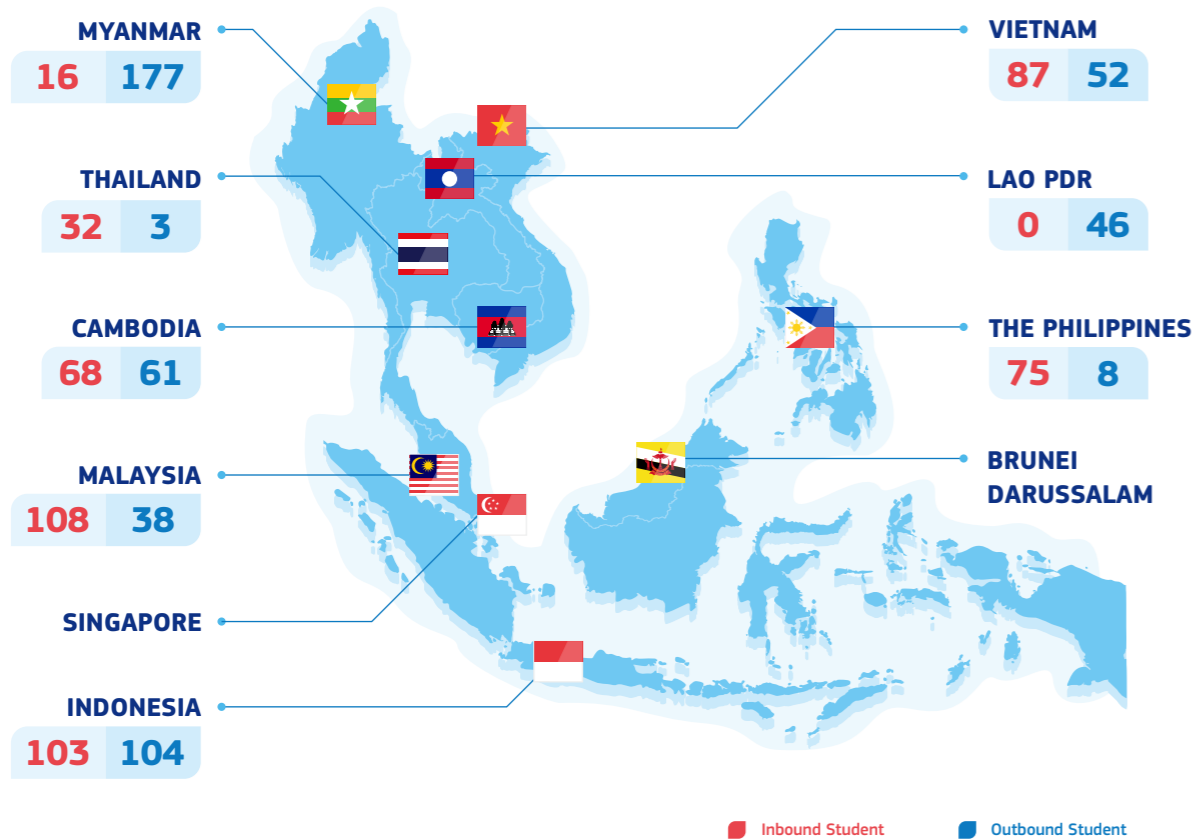 MYANMAR
16 177
THAILAND
32 3
CAMBODIA
68 61
MALAYSIA
108 38
SINGAPORE
INDONESIA
103 104
VIETNAM
87 52
LAO PDR
0 46
THE PHILIPPINES
75 8
BRUNEI
DARUSSALAM
Inbound Student
Outbound Student